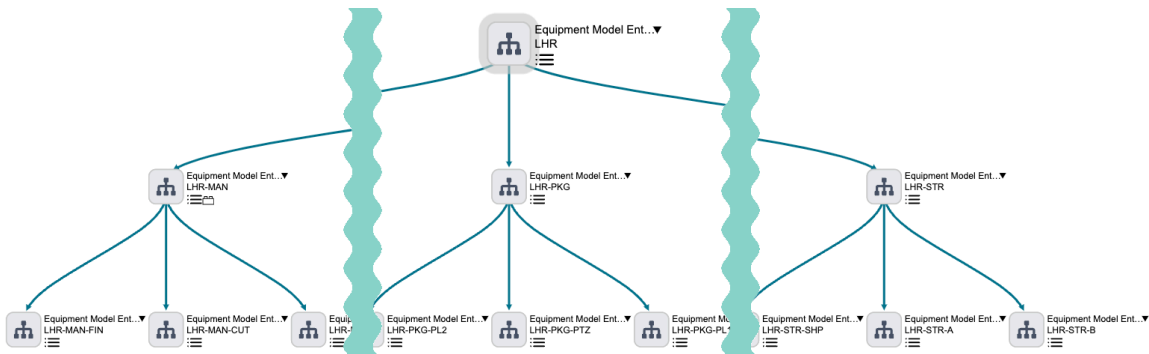 Equipment Model Ent...▼
LHR
Equipment Model Ent...▼
LHR-MAN
Equipment Model Ent...▼
LHR-PKG
Equipment Model Ent...▼
LHR-STR
Equipment Model Ent...▼
LHR-MAN-FIN
Equipment Model Ent...▼
LHR-MAN-CUT
Equipment Model Ent...▼
LHR-PKG-PL2
Equipment Model Ent...▼
LHR-PKG-PTZ
Equipment Model
Equipment Model Ent...▼
LHR-STR-SHP
Equipment Model Ent...▼
LHR-STR-A
Equipment Model Ent...▼
LHR-STR-B